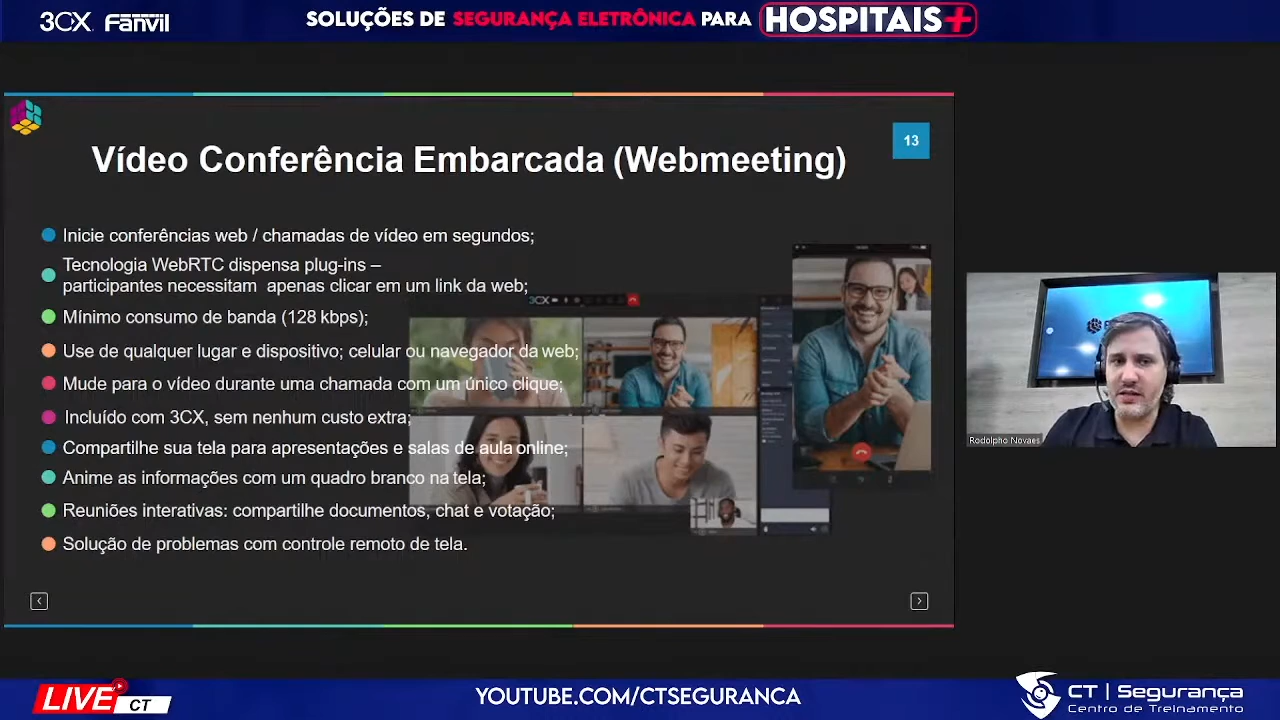 3CX Fanvil
SOLUÇÕES DE SEGURANÇA ELETRÔNICA PARA HOSPITAIS+
13
Vídeo Conferência Embarcada (Webmeeting)
Inicie conferências web / chamadas de vídeo em segundos;
Tecnologia WebRTC dispensa plug-ins –
participantes necessitam apenas clicar em um link da web;
Mínimo consumo de banda (128 kbps);
Use de qualquer lugar e dispositivo; celular ou navegador da web;
Mude para o vídeo durante uma chamada com um único clique;
Incluído com 3CX, sem nenhum custo extra;
Compartilhe sua tela para apresentações e salas de aula online;
Anime as informações com um quadro branco na tela;
Reuniões interativas: compartilhe documentos, chat e votação;
Solução de problemas com controle remoto de tela.
3CX
Rodolpho Novaes
LIVE CT
YOUTUBE.COM/CTSEGURANCA
CT | Segurança
Centro de Treinamento